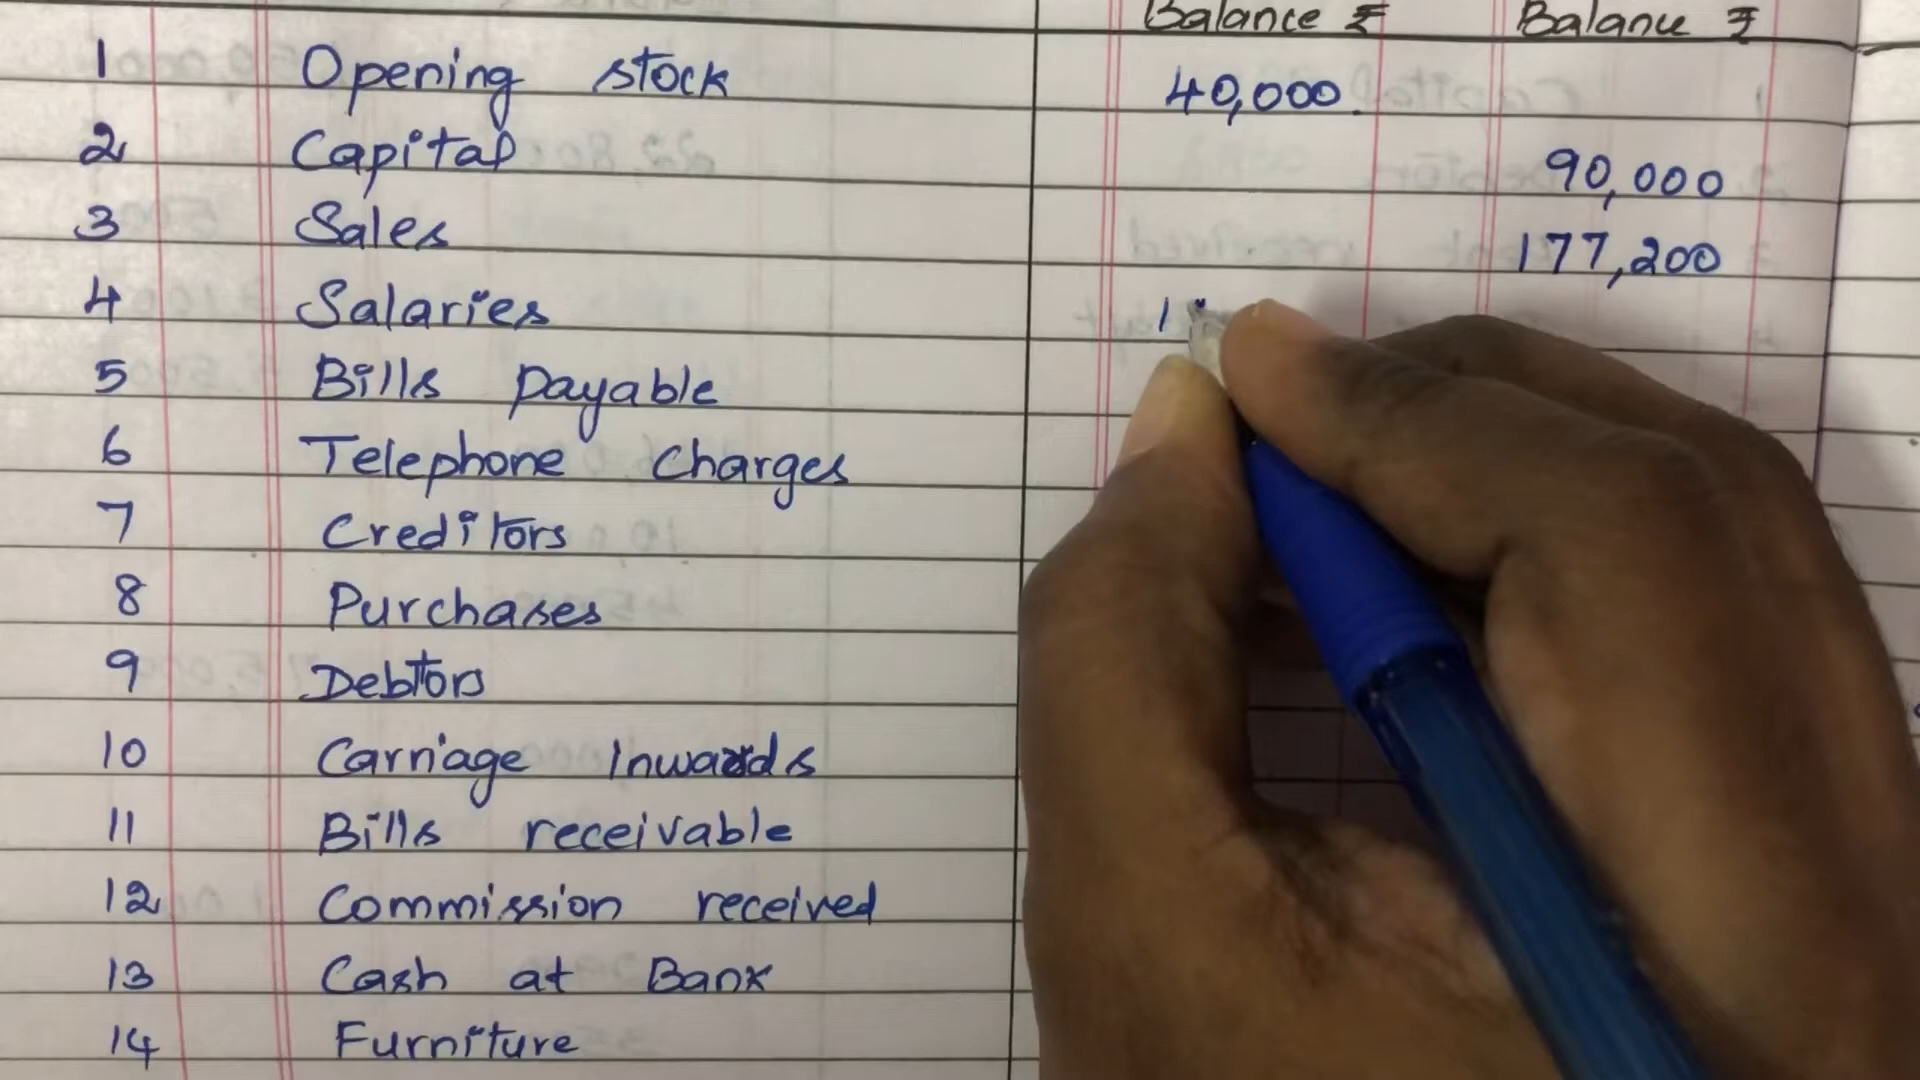 Balance ₹ Balance ₹
1 Opening stock 40,000
2 Capital 90,000
3 Sales 177,200
4 Salaries 1
5 Bills payable
6 Telephone charges
7 Creditors
8 Purchases
9 Debtors
10 Carriage Inwards
11 Bills receivable
12 Commission received
13 Cash at Bank
14 Furniture